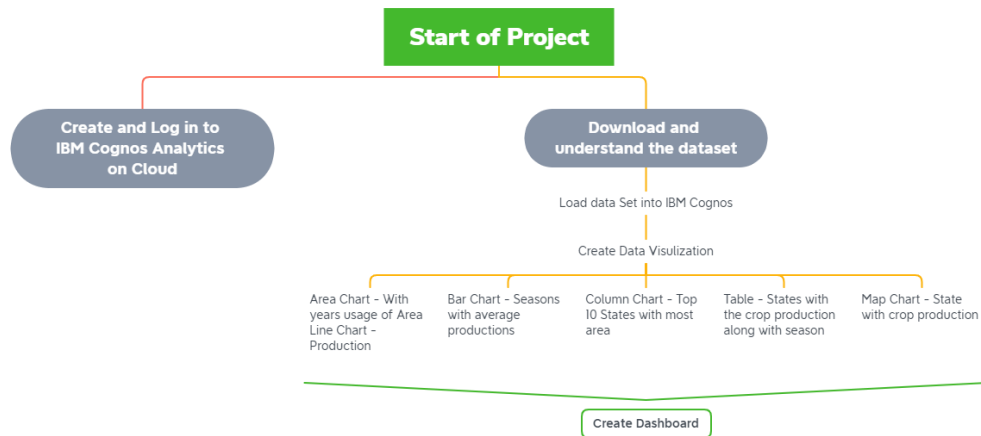 Start of Project
Create and Log in to
IBM Cognos Analytics
on Cloud
Download and
understand the dataset
Load data Set into IBM Cognos
Create Data Visulization
Area Chart - With
years usage of Area
Line Chart -
Production
Bar Chart - Seasons
with average
productions
Column Chart - Top
10 States with most
area
Table - States with
the crop production
along with season
Map Chart - State
with crop production
Create Dashboard